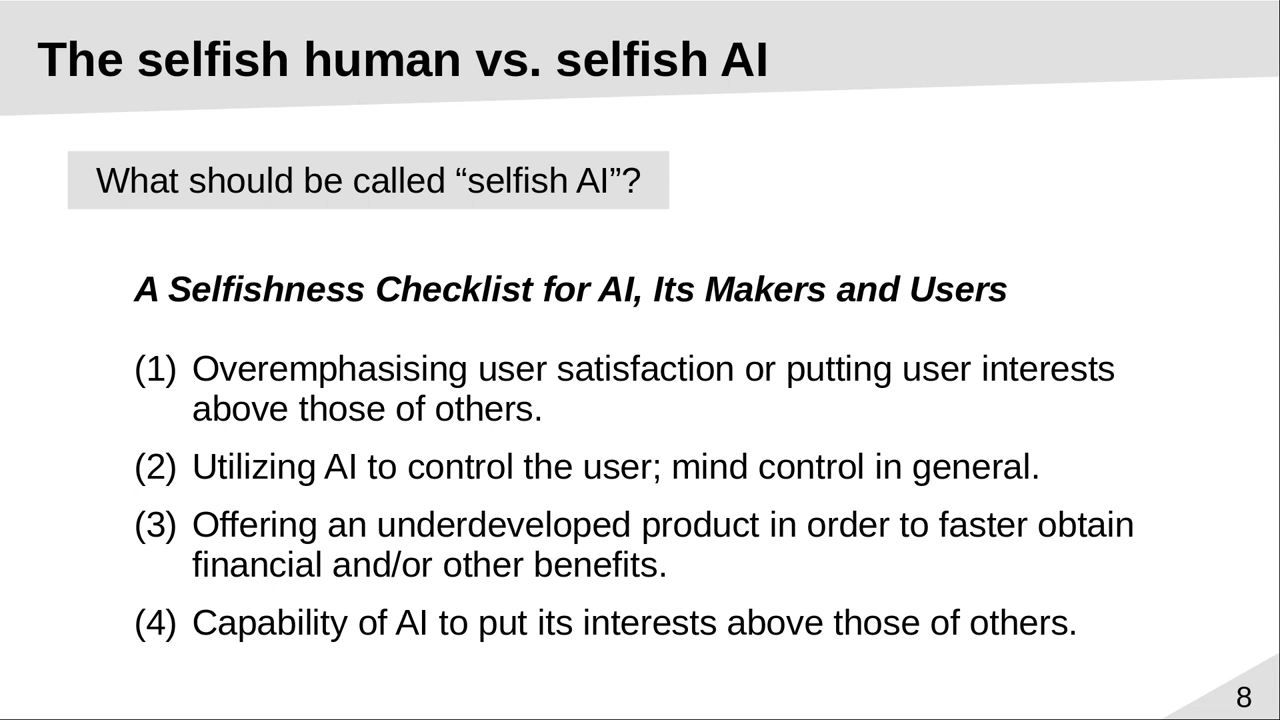 The selfish human vs. selfish AI
What should be called “selfish AI”?
A Selfishness Checklist for AI, Its Makers and Users
(1) Overemphasising user satisfaction or putting user interests
above those of others.
(2) Utilizing AI to control the user; mind control in general.
(3) Offering an underdeveloped product in order to faster obtain
financial and/or other benefits.
(4) Capability of AI to put its interests above those of others.
8